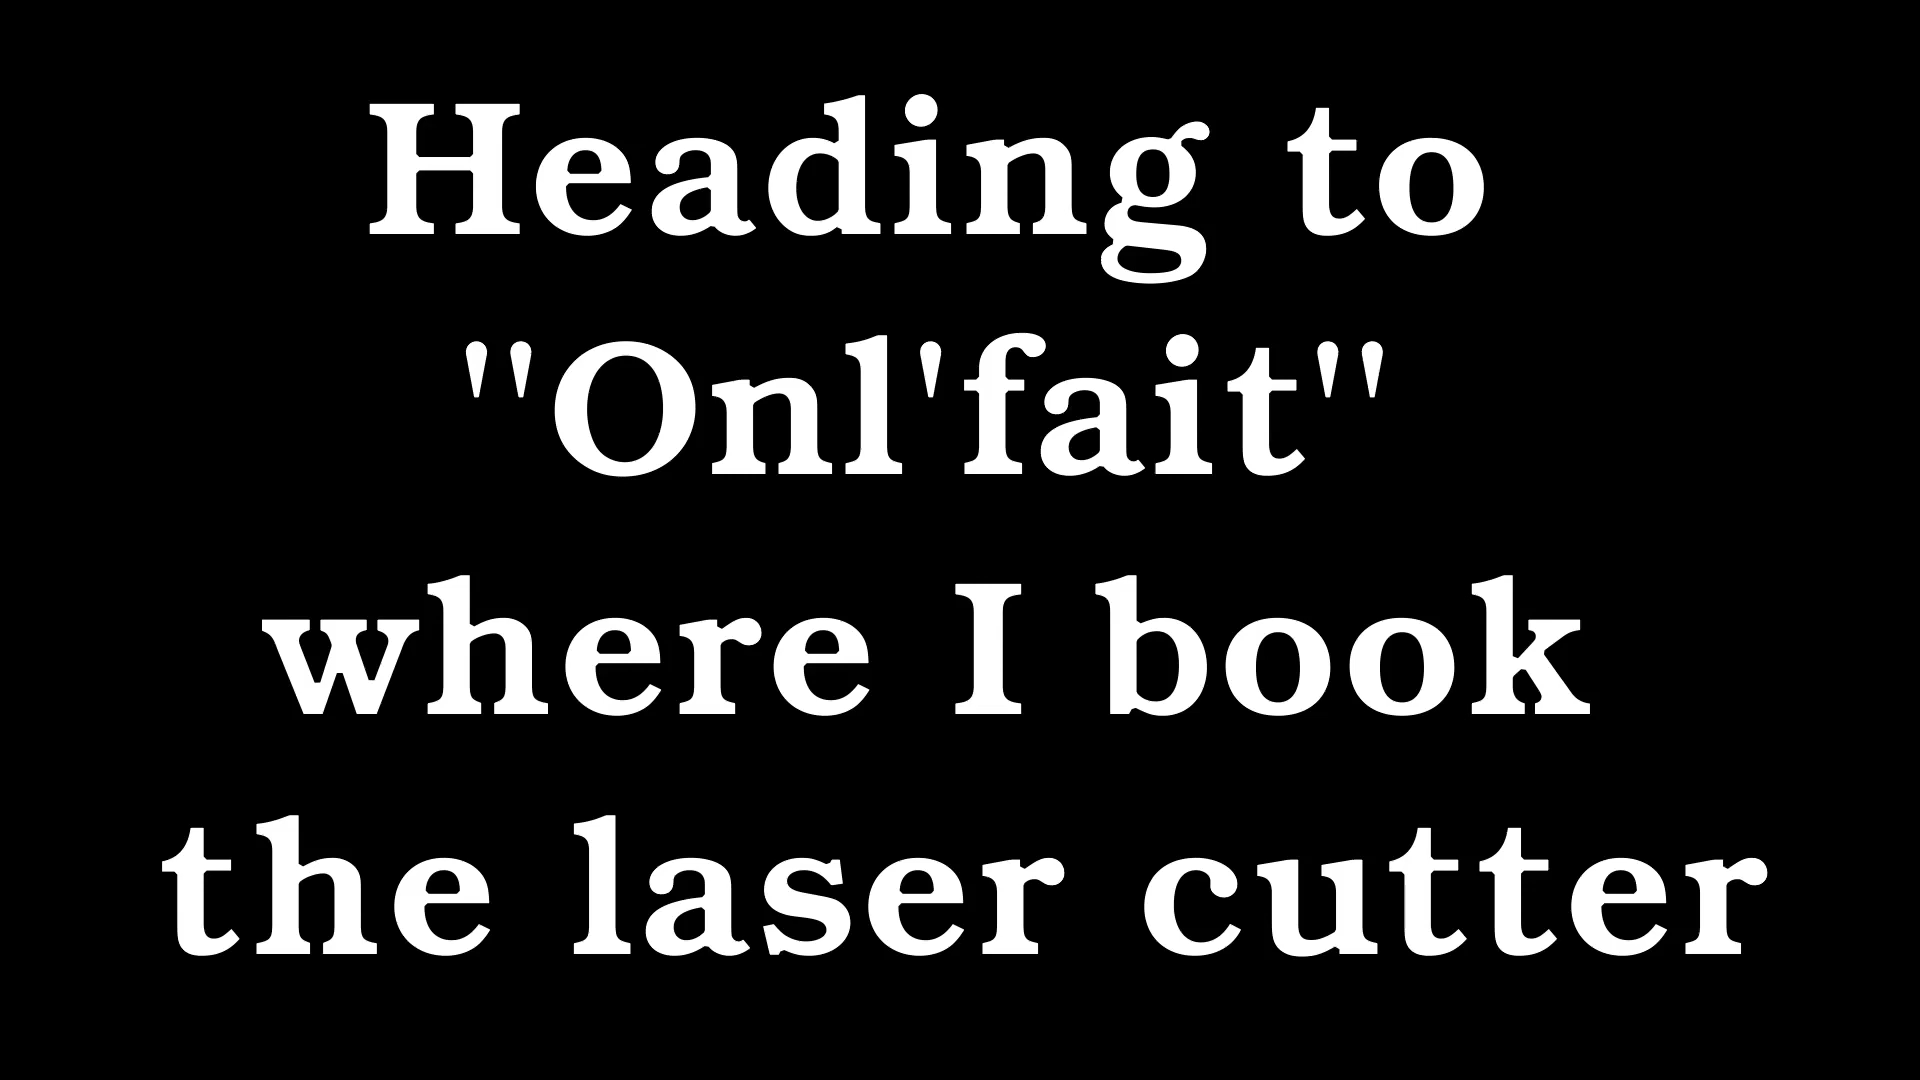 Heading to
"Onl'fait"
where I book
the laser cutter